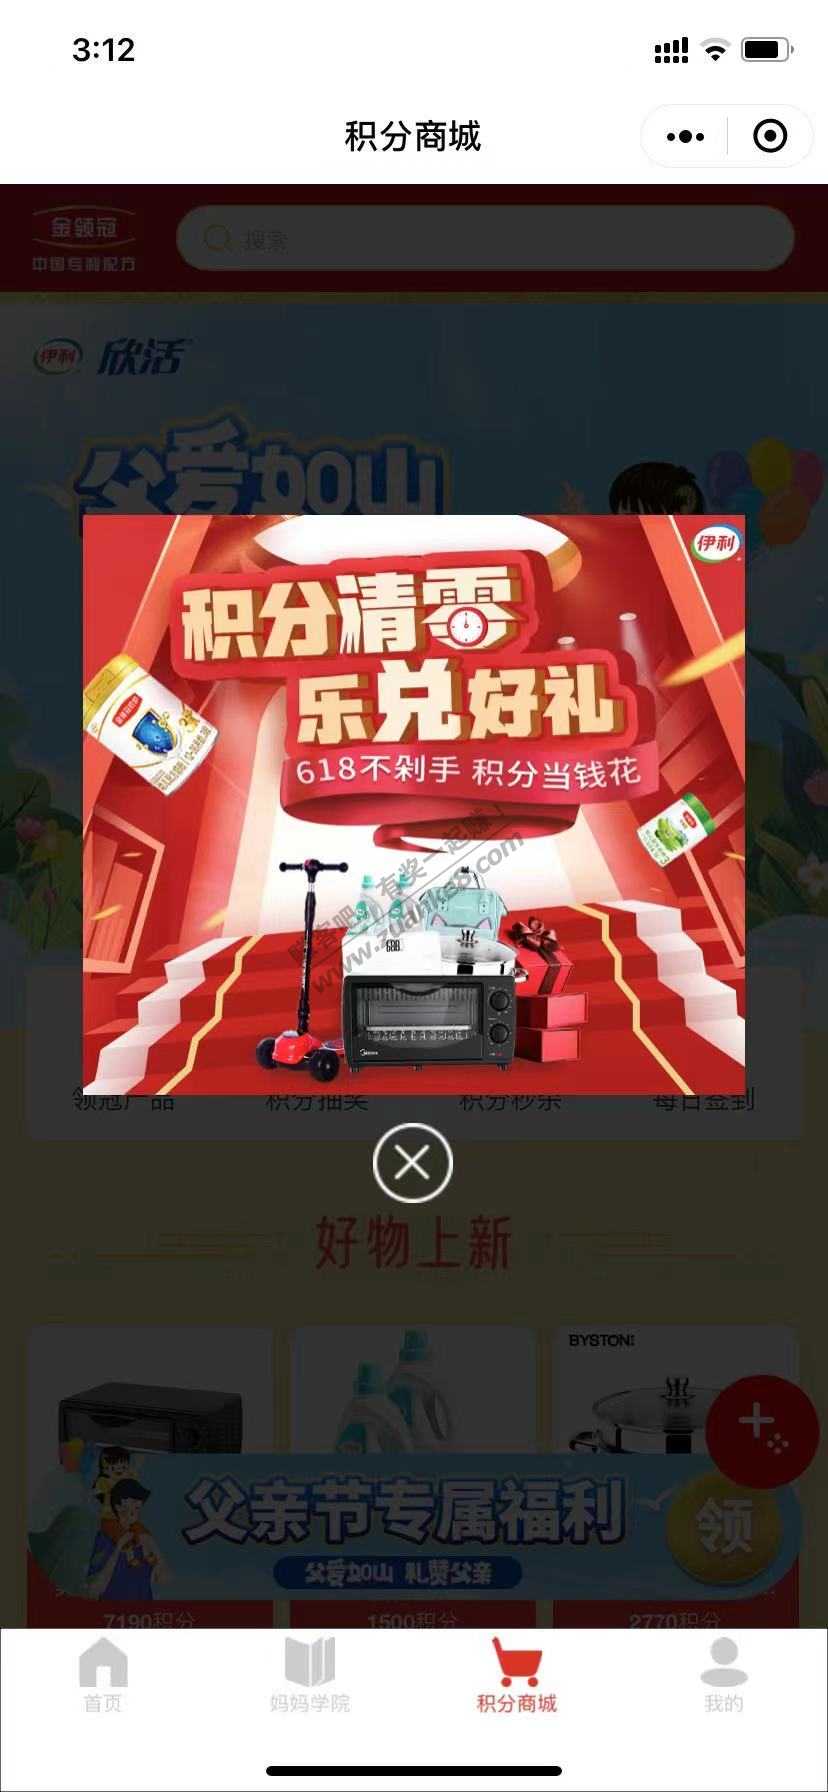 3:12
积分商城
金领冠
中国专利配方
搜索
伊利
欣活
父爱如山
伊利
积分清零
乐兑好礼
618不剁手 积分当钱花
赚客吧，有奖一起赚！
www.zuanke8.com
GBB
Midea
领冠产品
积分抽奖
积分秒杀
每日签到
好物上新
BYSTON
父亲节专属福利
领
父爱如山 礼赞父亲
7190积分
1500积分
2770积分
首页
妈妈学院
积分商城
我的